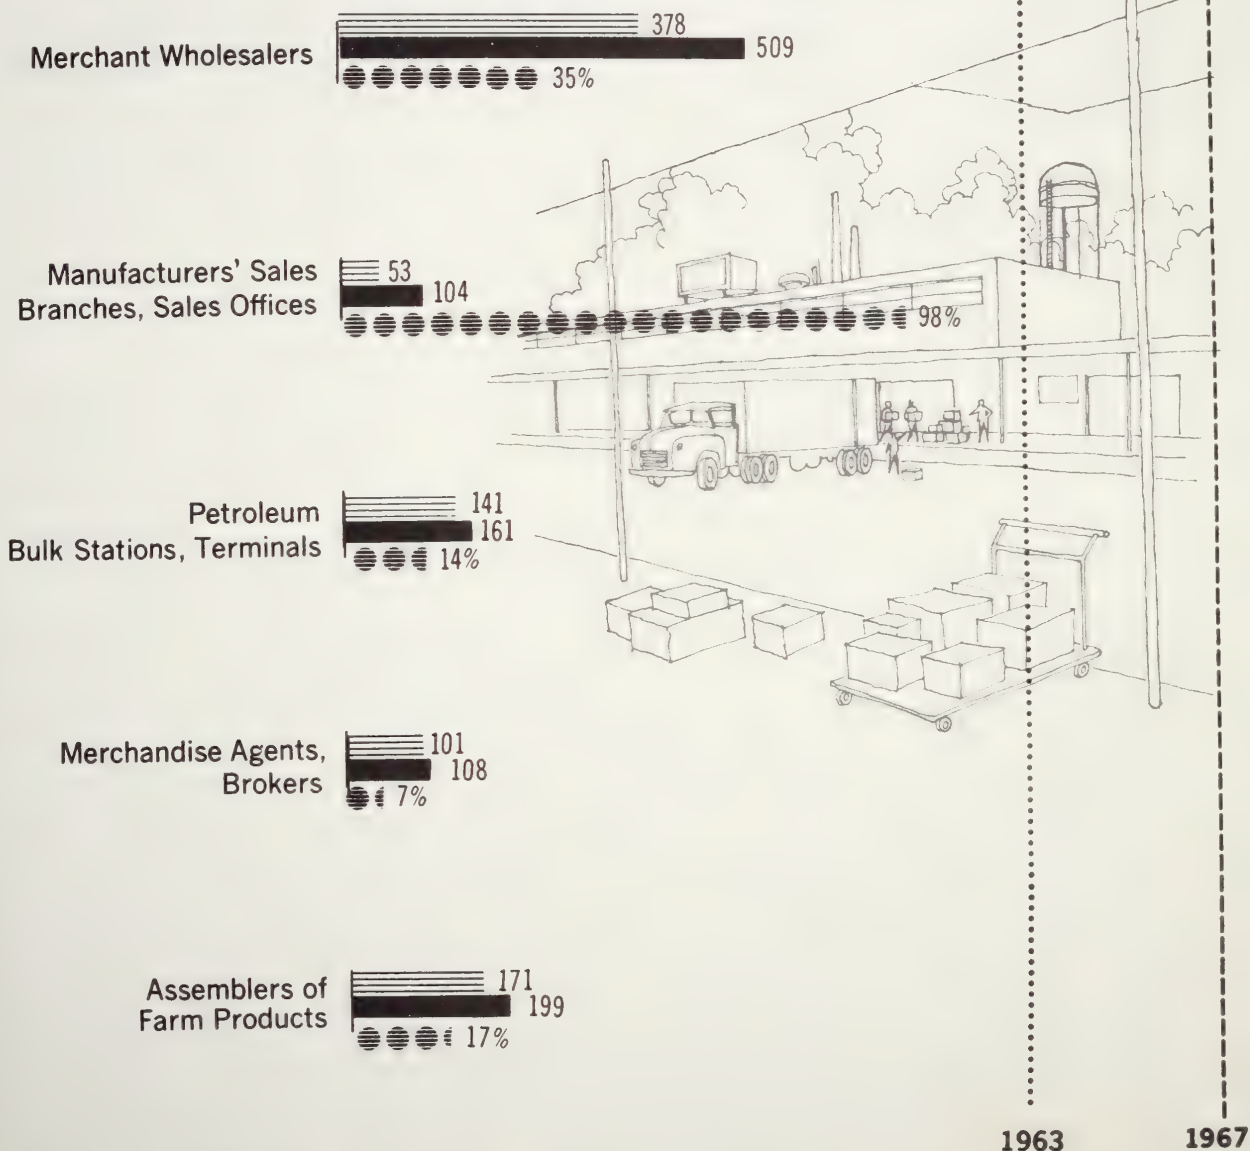 378
Merchant Wholesalers
509
35%
Manufacturers' Sales
Branches, Sales Offices
53
104
98%
Petroleum
Bulk Stations, Terminals
141
161
14%
Merchandise Agents,
Brokers
101
108
7%
Assemblers of
Farm Products
171
199
17%
1963
1967